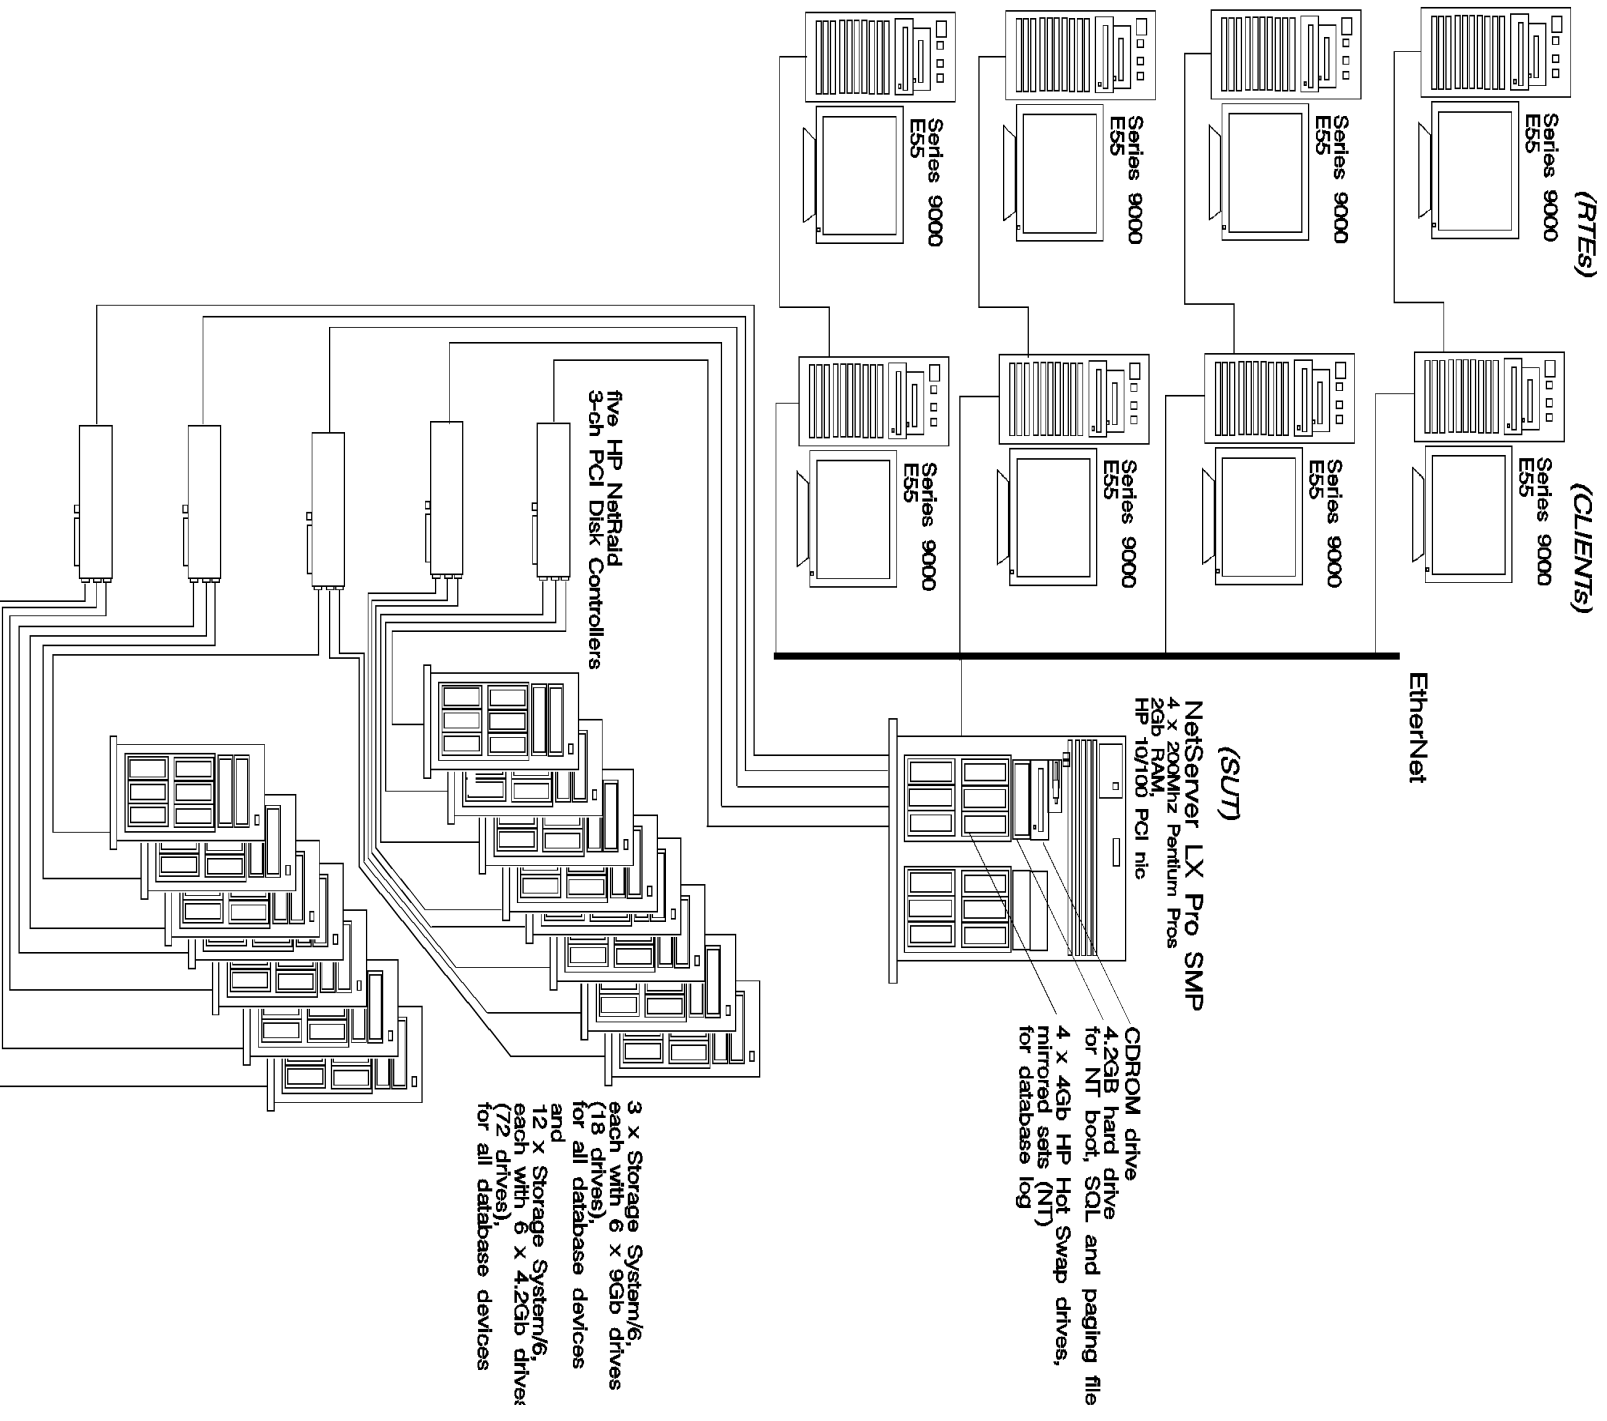 (RTEs)
Series 9000
E55
Series 9000
E55
Series 9000
E55
Series 9000
E55
(CLIENTs)
Series 9000
E55
Series 9000
E55
Series 9000
E55
Series 9000
E55
EtherNet
(SUT)
NetServer LX Pro SMP
4 x 200Mhz Pentium Pros
2Gb RAM,
HP 10/100 PCI nic
CDROM drive
4.2GB hard drive
for NT boot, SQL and paging file
4 x 4Gb HP Hot Swap drives,
mirrored sets (NT)
for database log
five HP NetRaid
3-ch PCI Disk Controllers
3 x Storage System/6,
each with 6 x 9Gb drives
(18 drives),
for all database devices
and
12 x Storage System/6,
each with 6 x 4.2Gb drives
(72 drives),
for all database devices